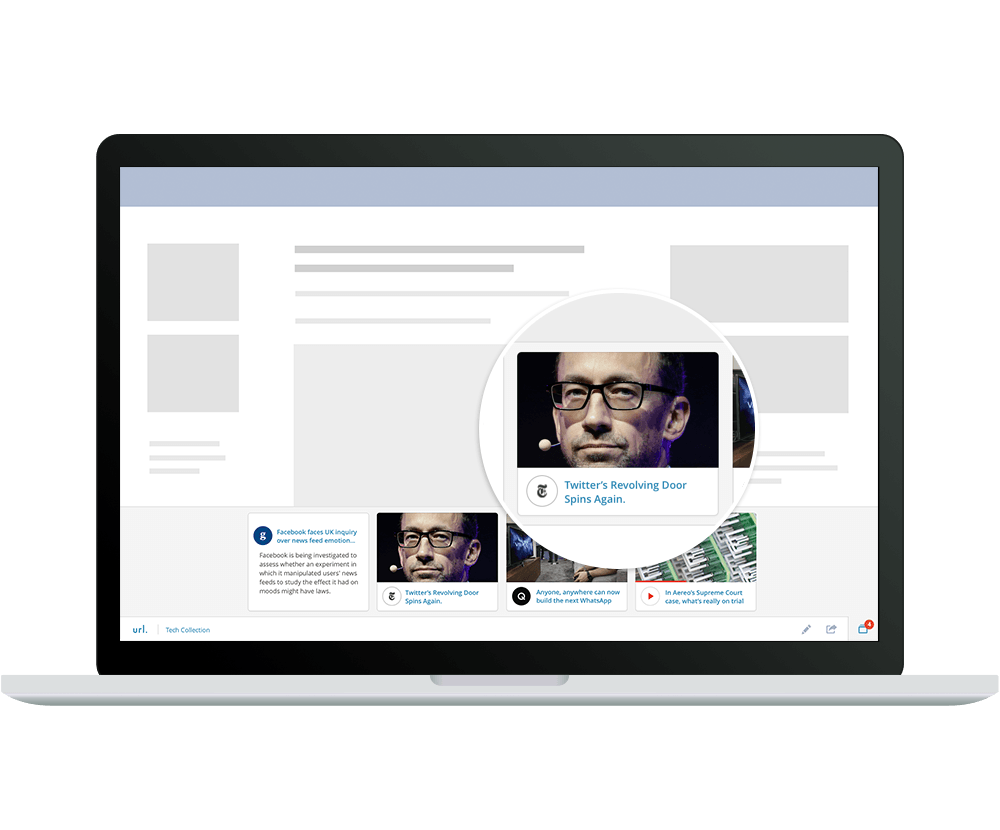 Twitter’s Revolving Door
Spins Again.
g
Facebook faces UK inquiry
over news feed emotion...
Facebook is being investigated to
assess whether an experiment in
which it manipulated users' news
feeds to study the effect it had on
moods might have laws.
Twitter’s Revolving Door
Spins Again.
Q
Anyone, anywhere can now
build the next WhatsApp
In Aereo’s Supreme Court
case, what’s really on trial
url.
Tech Collection
4